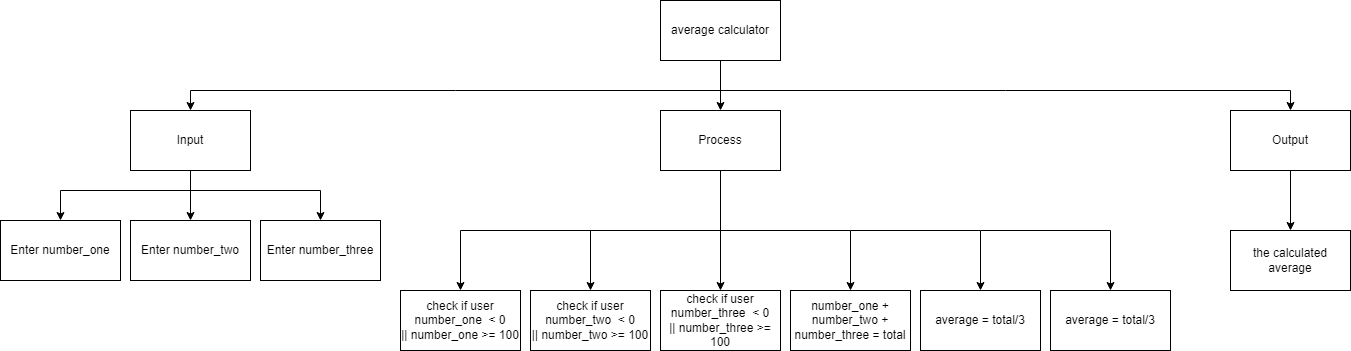 average calculator
Input
Process
Output
Enter number_one
Enter number_two
Enter number_three
the calculated
average
check if user
number_one < 0
|| number_one >= 100
check if user
number_two < 0
|| number_two >= 100
check if user
number_three < 0
|| number_three >=
100
number_one +
number_two +
number_three = total
average = total/3
average = total/3